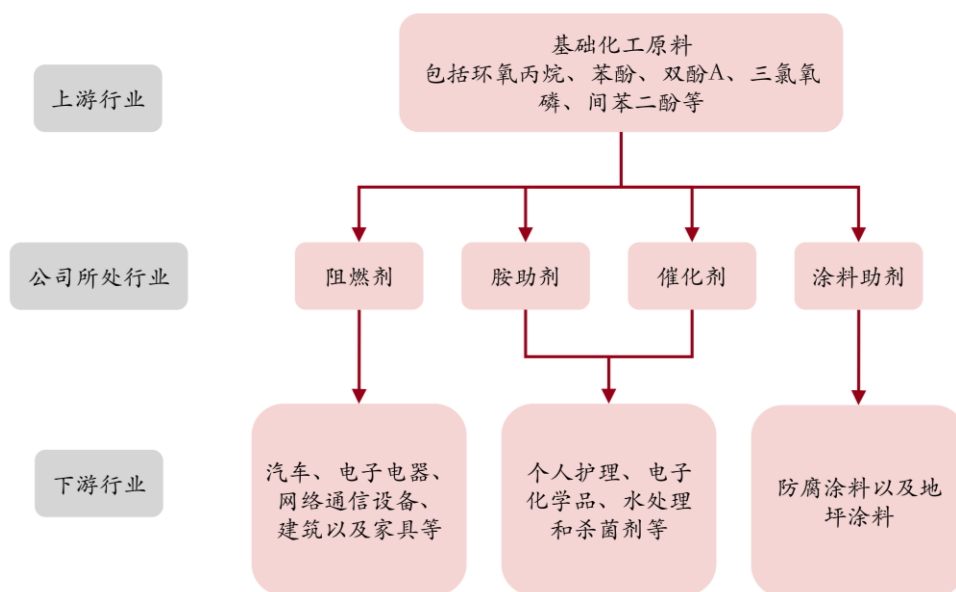 基础化工原料
包括环氧丙烷、苯酚、双酚A、三氯氧
磷、间苯二酚等
上游行业
公司所处行业
阻燃剂
胺助剂
催化剂
涂料助剂
下游行业
汽车、电子电器、
网络通信设备、
建筑以及家具等
个人护理、电子
化学品、水处理
和杀菌剂等
防腐涂料以及地
坪涂料